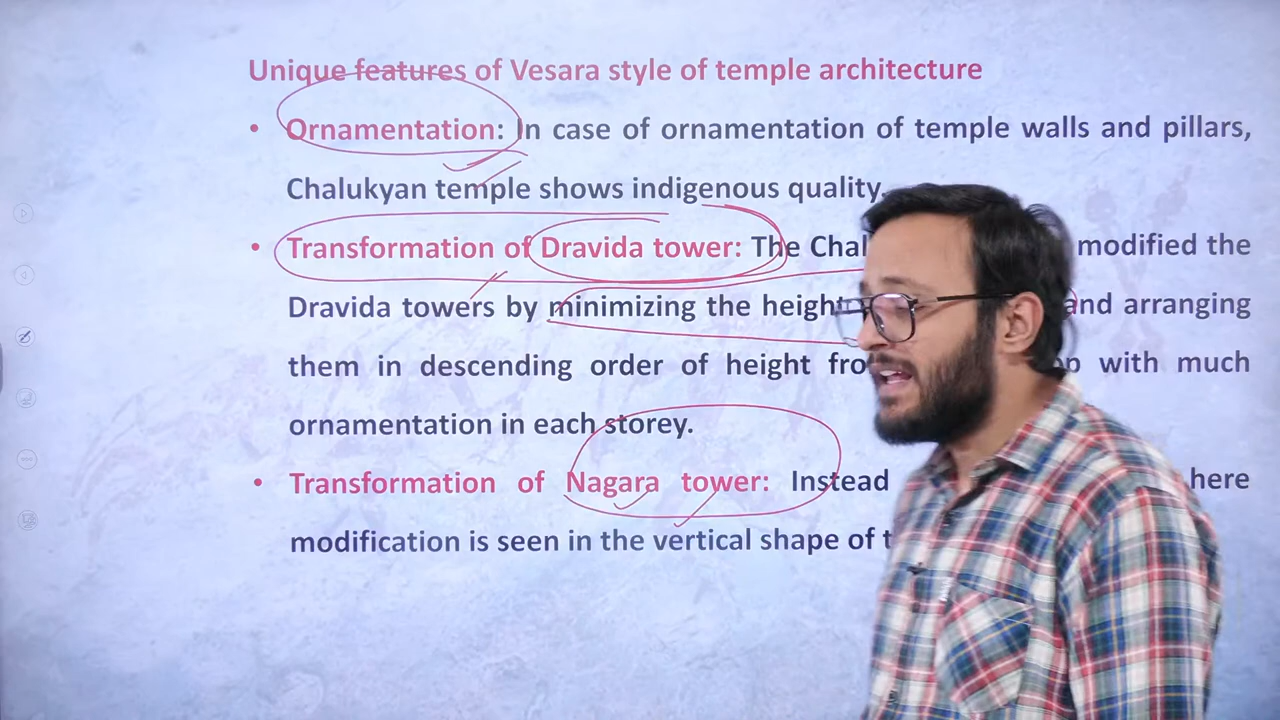 Unique features of Vesara style of temple architecture
• Ornamentation: In case of ornamentation of temple walls and pillars,
Chalukyan temple shows indigenous quality.
• Transformation of Dravida tower: The modified the
Dravida towers by minimizing the height and arranging
them in descending order of height with much
ornamentation in each storey.
• Transformation of Nagara tower: Instead here
modification is seen in the vertical shape of